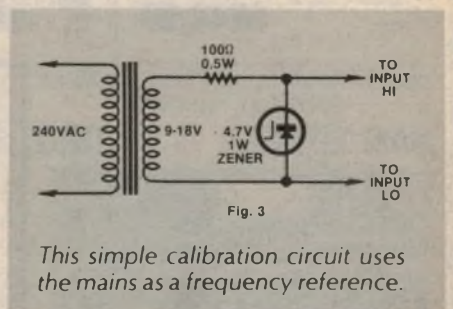 100Ω
0.5W
TO
INPUT
HI
240VAC
9-18V
4.7V
1W
ZENER
TO
INPUT
LO
Fig. 3
This simple calibration circuit uses
the mains as a frequency reference.